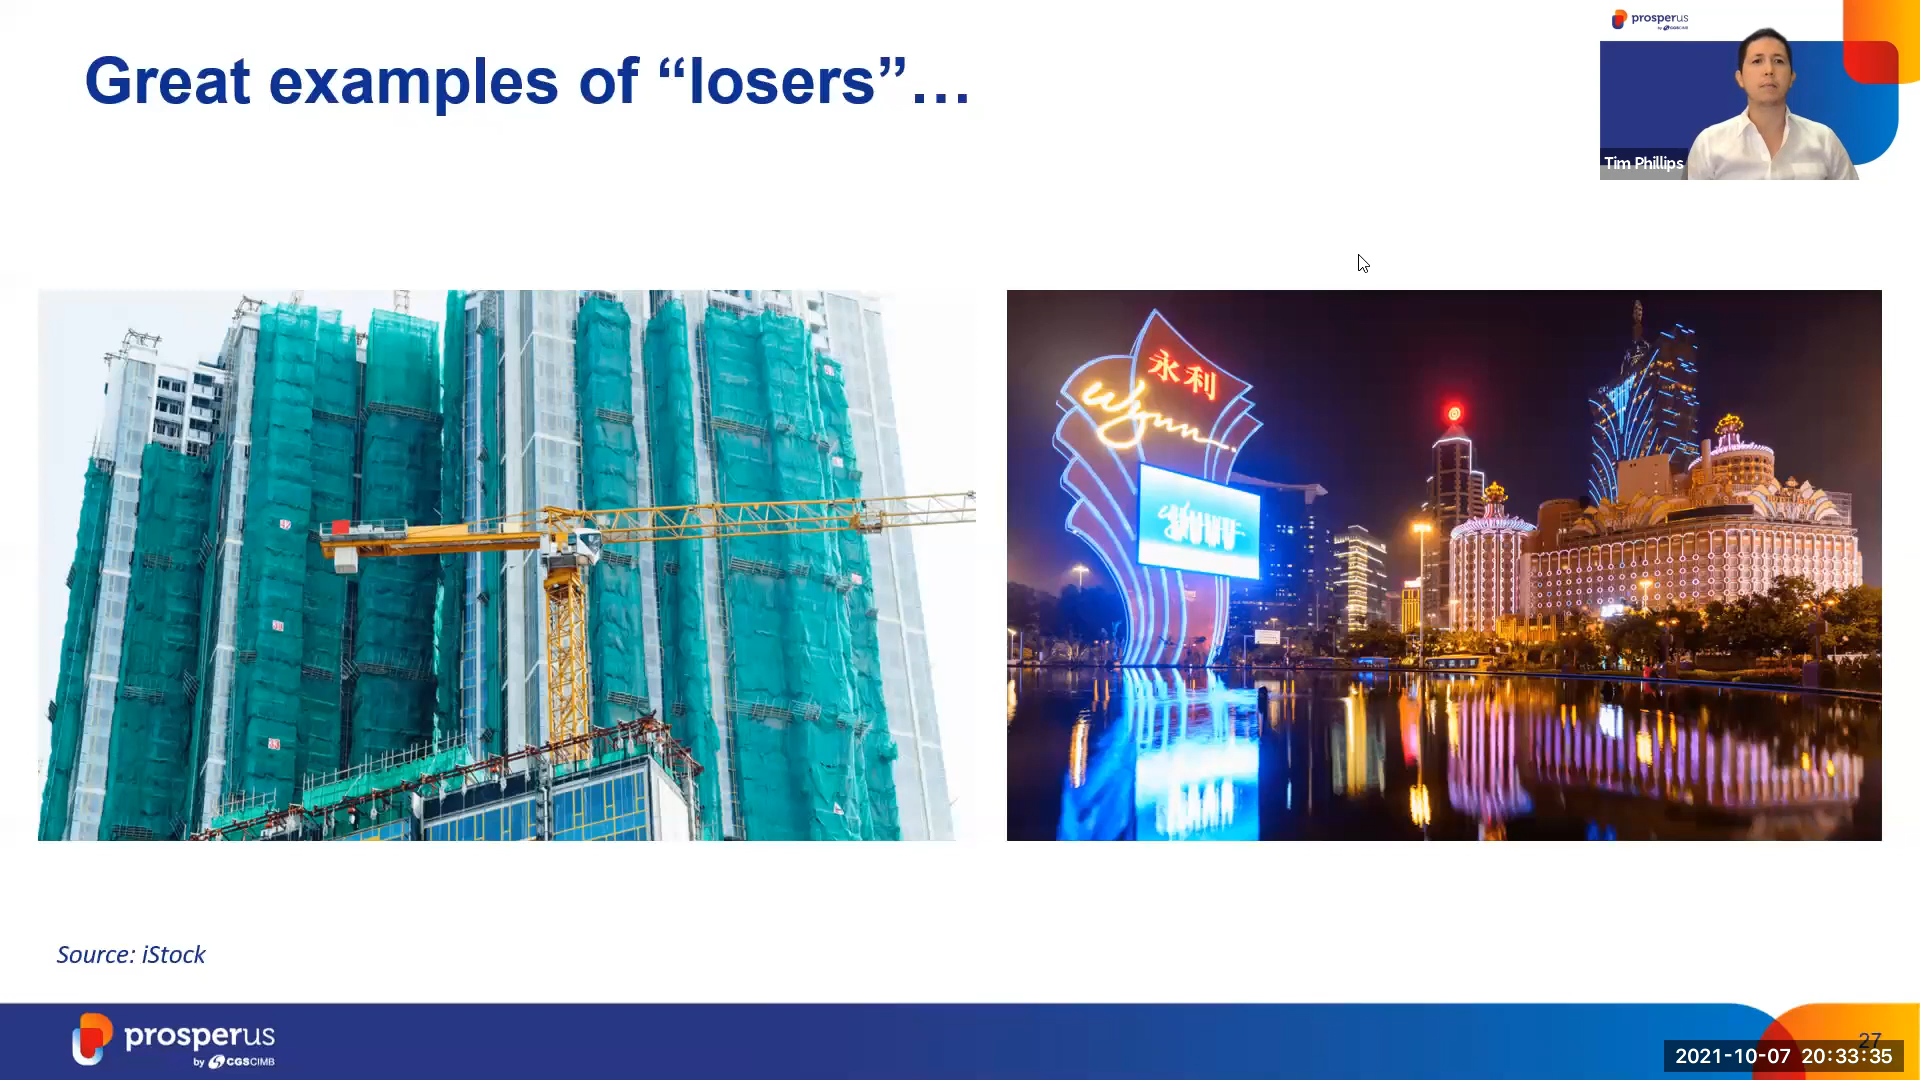 Great examples of “losers”…
prosperus
by CGSCIMB
Tim Phillips
永利
wynn
wynn
Source: iStock
prosperus
by CGSCIMB
27
2021-10-07 20:33:35